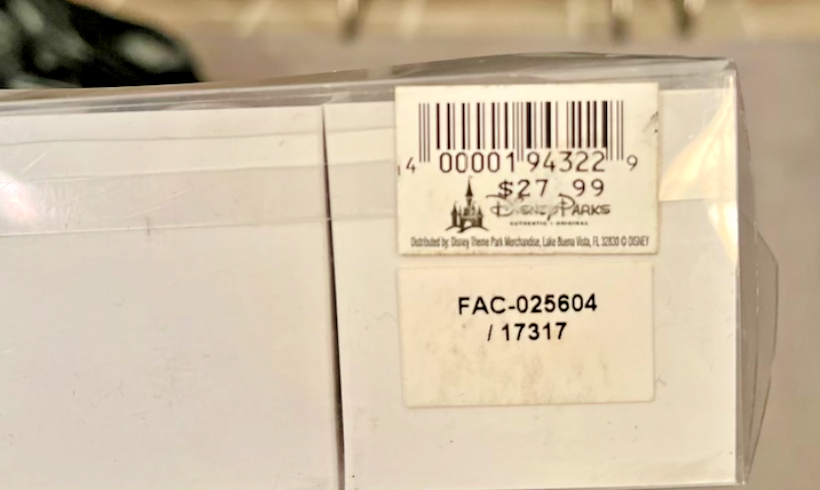 4 00001 94322 9
$27.99
Disney Parks
AUTHENTIC • ORIGINAL
Distributed by: Disney Theme Park Merchandise, Lake Buena Vista, FL 32830 © DISNEY
FAC-025604
/ 17317